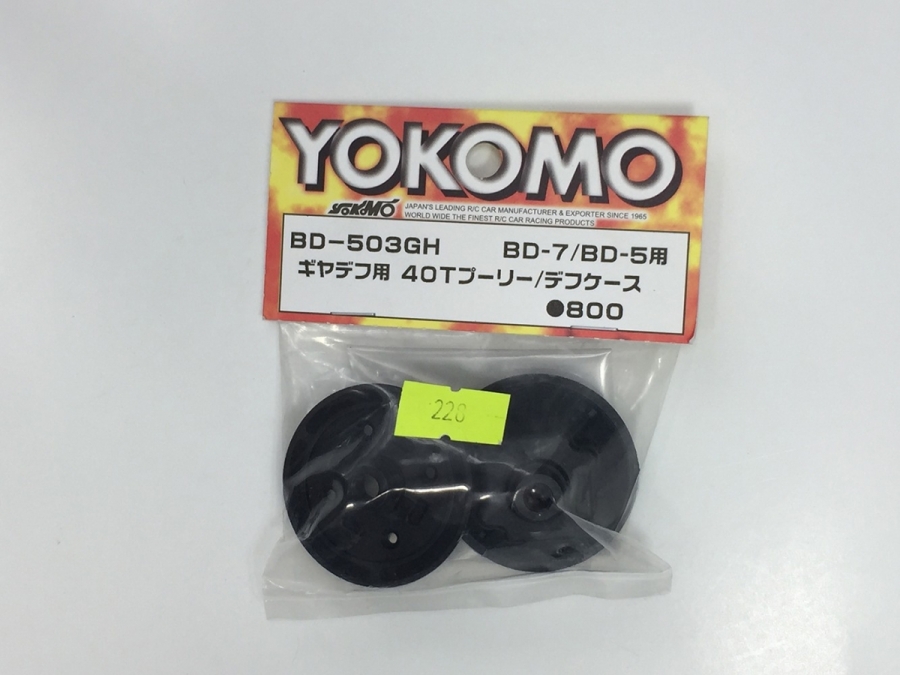 YOKOMO
YOKOMO JAPAN'S LEADING R/C CAR MANUFACTURER & EXPORTER SINCE 1965
WORLD WIDE THE FINEST R/C CAR RACING PRODUCTS
BD-503GH BD-7/BD-5用
ギヤデフ用 40Tプーリー/デフケース
●800
220